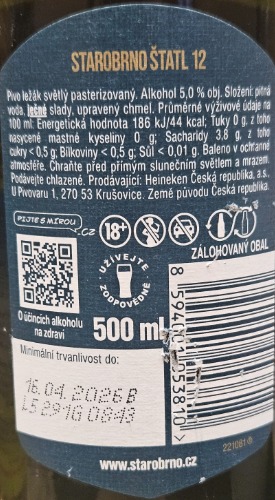 STAROBRNO ŠTATL 12
Pivo ležák světlý pasterizovaný. Alkohol 5,0 % obj. Složení: pitná
voda, ječné slady, upravený chmel. Průměrné výživové údaje na
100 ml: Energetická hodnota 186 kJ/44 kcal; Tuky 0 g, z toho
nasycené mastné kyseliny 0 g; Sacharidy 3,8 g, z toho
cukry < 0,5 g; Bílkoviny < 0,5 g; Sůl < 0,01 g. Baleno v ochranné
atmosféře. Chraňte před přímým slunečním světlem a mrazem.
Podávejte chlazené. Prodávající: Heineken Česká republika, a.s.,
U Pivovaru 1, 270 53 Krušovice. Země původu Česká republika.
PIJTE S MÍROU.CZ
18+
ZÁLOHOVANÝ OBAL
UŽÍVEJTE
ZODPOVĚDNĚ
O účincích alkoholu
na zdraví
500 ml
Minimální trvanlivost do:
16.04.2026B
L5291G0843
221081
www.starobrno.cz